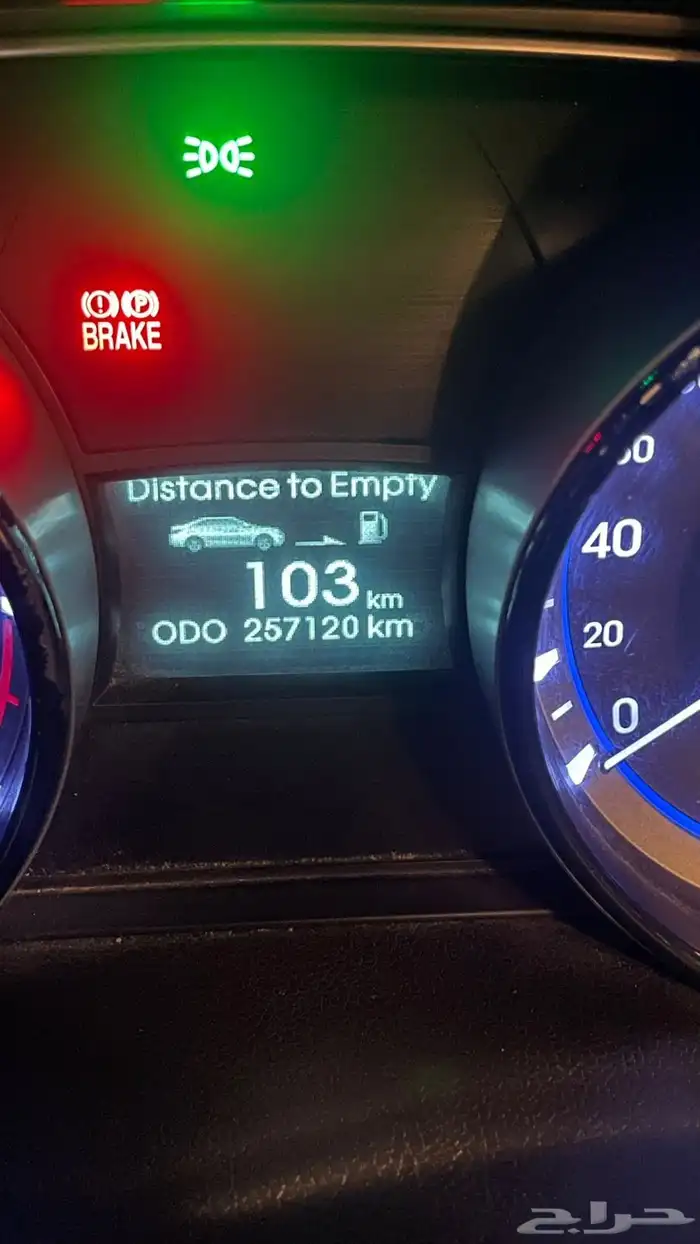 BRAKE
Distance to Empty
103 km
ODO 257120 km
40
20
0
حراج